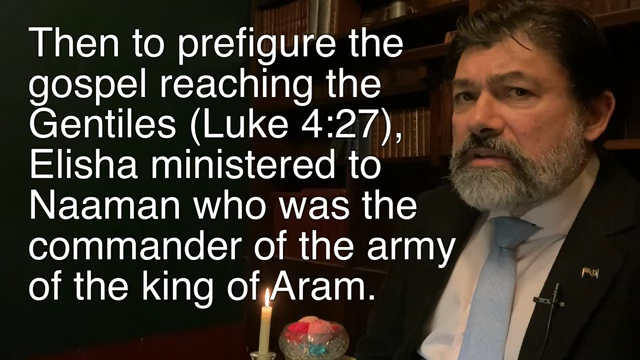 Then to prefigure the
gospel reaching the
Gentiles (Luke 4:27),
Elisha ministered to
Naaman who was the
commander of the army
of the king of Aram.